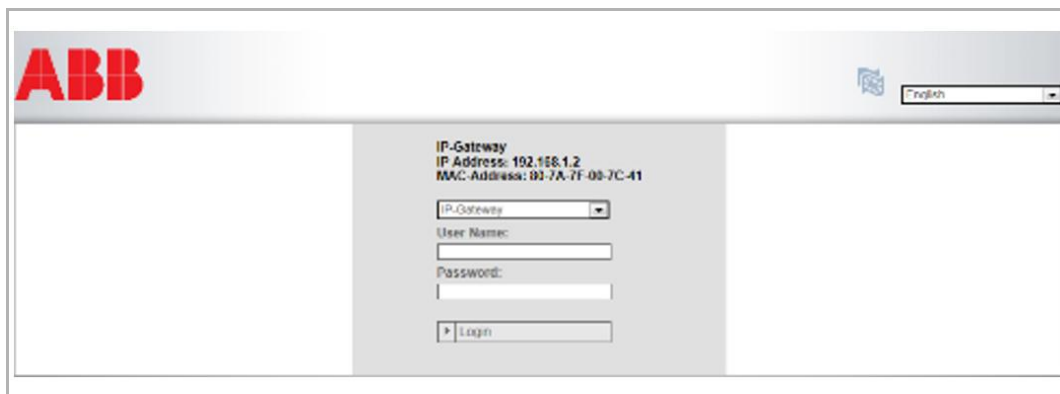 ABB
English
IP-Gateway
IP Address: 192.168.1.2
MAC-Address: 80-7A-7F-00-7C-41
IP-Gateway
User Name:
Password:
Login